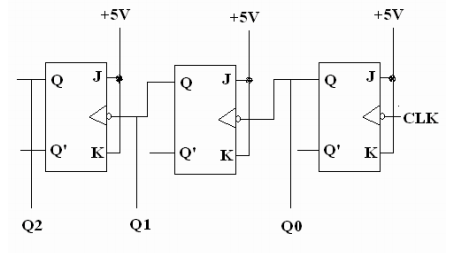 +5V +5V +5V
Q J Q J Q J
CLK
Q' K Q' K Q' K
Q2 Q1 Q0